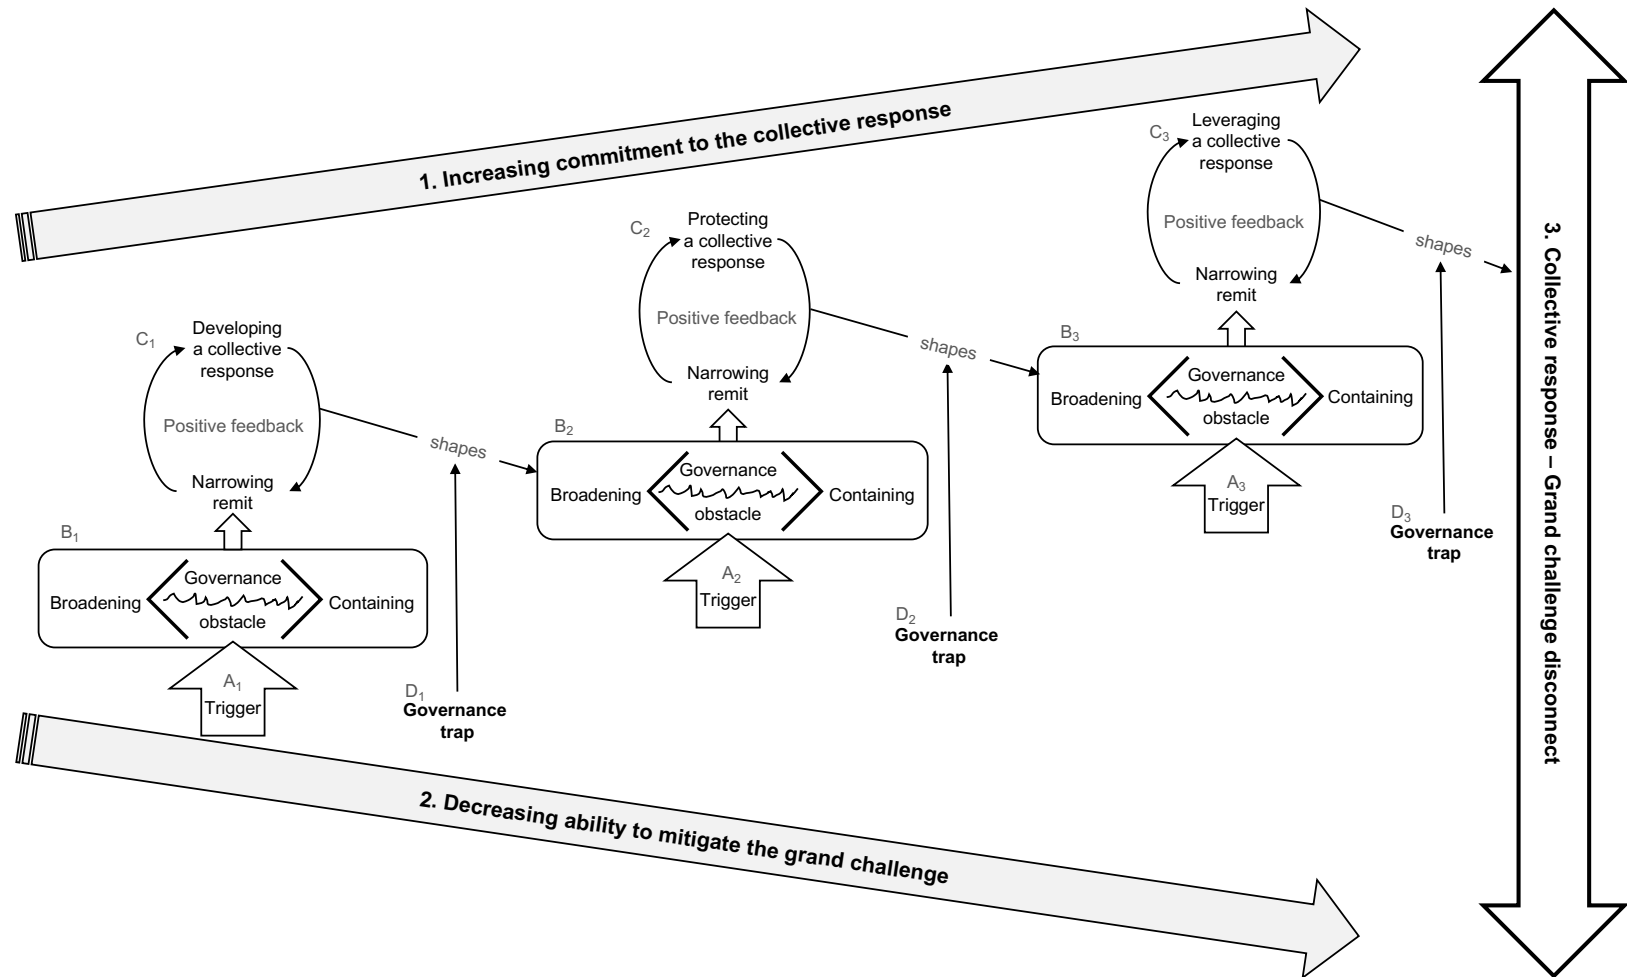 1. Increasing commitment to the collective response
C₃
Leveraging
a collective
response
Positive feedback
Narrowing
remit
shapes
C₂
Protecting
a collective
response
Positive feedback
Narrowing
remit
shapes
B₃
Broadening
Governance
obstacle
Containing
A₃
Trigger
D₃
Governance
trap
C₁
Developing
a collective
response
Positive feedback
Narrowing
remit
shapes
B₂
Broadening
Governance
obstacle
Containing
A₂
Trigger
D₂
Governance
trap
B₁
Broadening
Governance
obstacle
Containing
A₁
Trigger
D₁
Governance
trap
2. Decreasing ability to mitigate the grand challenge
3. Collective response – Grand challenge disconnect